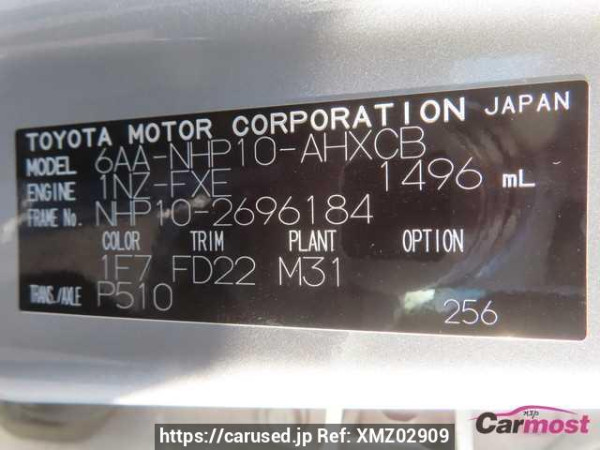 TOYOTA MOTOR CORPORATION JAPAN
MODEL 6AA-NHP10-AHXCB
ENGINE 1NZ-FXE 1496 mL
FRAME No. NHP10-2696184
COLOR TRIM PLANT OPTION
1F7 FD22 M31
TRANS./AXLE P510
256
Carmost
https://carused.jp Ref: XMZ02909